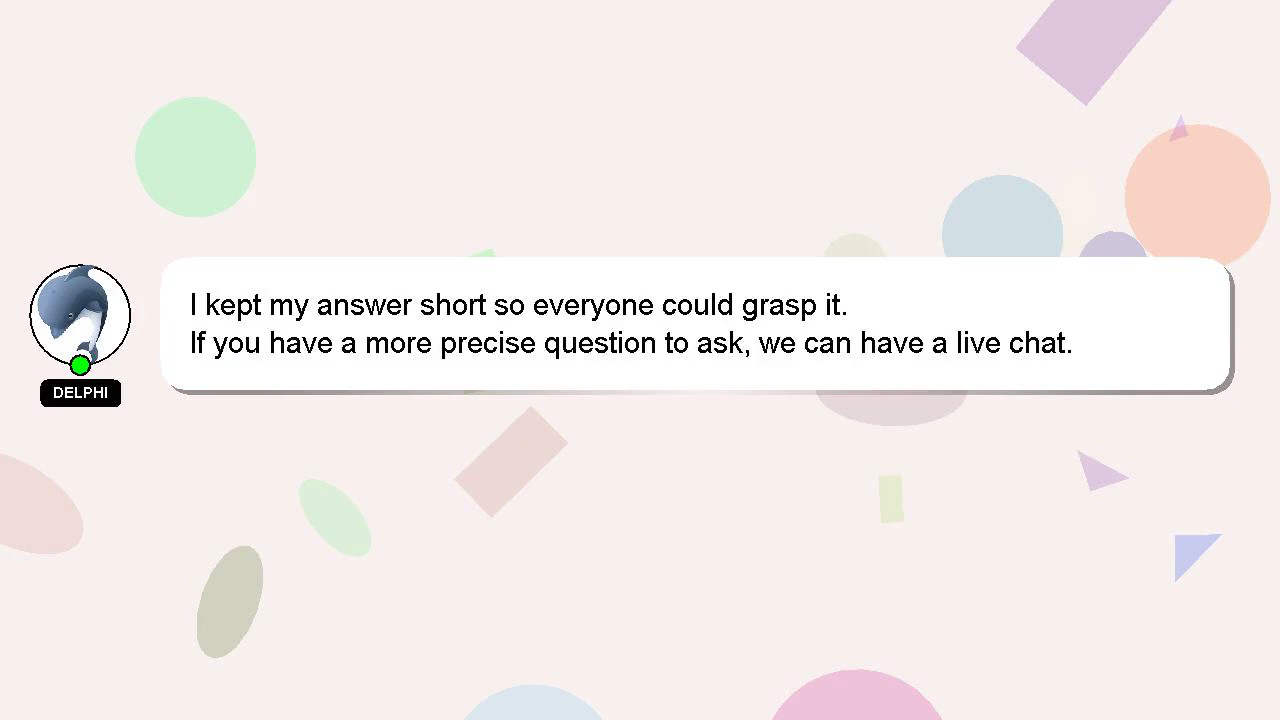 I kept my answer short so everyone could grasp it.
If you have a more precise question to ask, we can have a live chat.
DELPHI